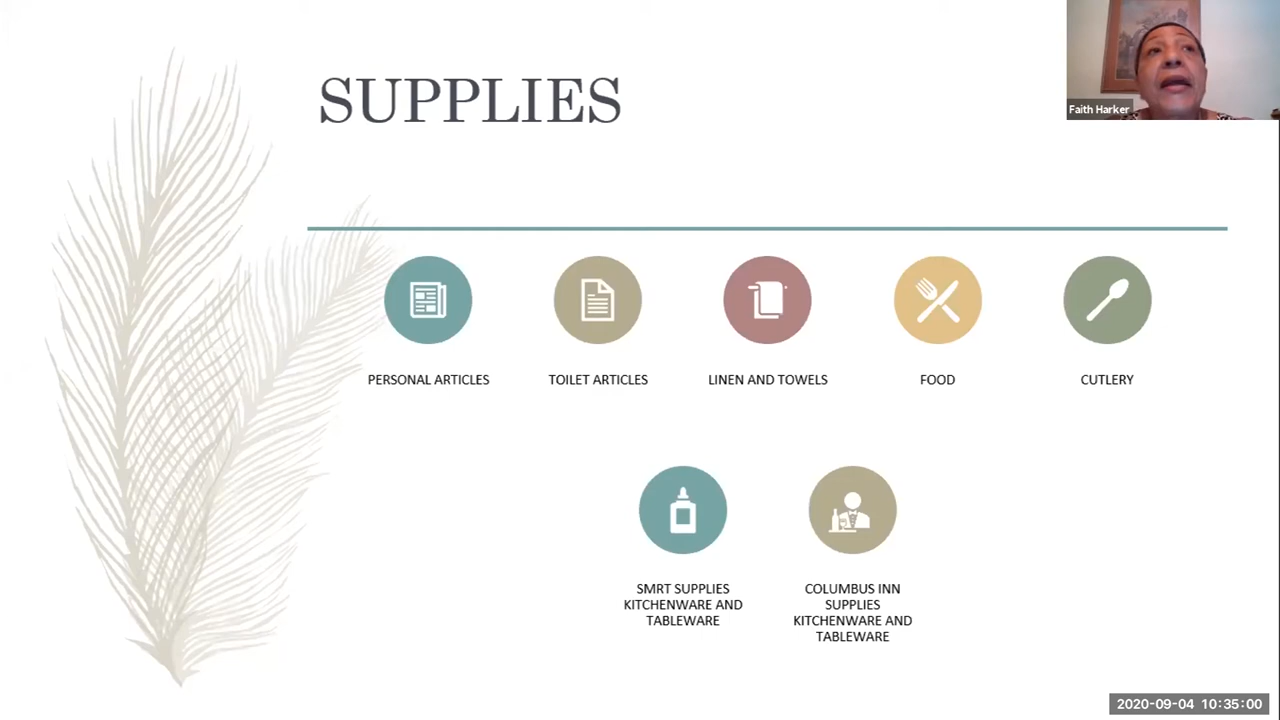 SUPPLIES
Faith Harker
PERSONAL ARTICLES
TOILET ARTICLES
LINEN AND TOWELS
FOOD
CUTLERY
SMRT SUPPLIES
KITCHENWARE AND
TABLEWARE
COLUMBUS INN
SUPPLIES
KITCHENWARE AND
TABLEWARE
2020-09-04 10:35:00